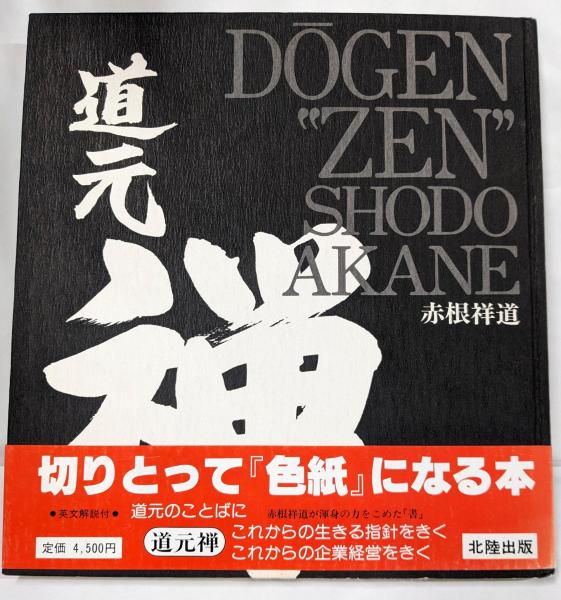 DŌGEN
“ZEN”
SHODO
AKANE
道元
禅
赤根祥道
切りとって『色紙』になる本
●英文解説付●
道元のことばに
赤根祥道が渾身の力をこめた「書」
道元禅
これからの生きる指針をきく
これからの企業経営をきく
定価 4,500円
北陸出版